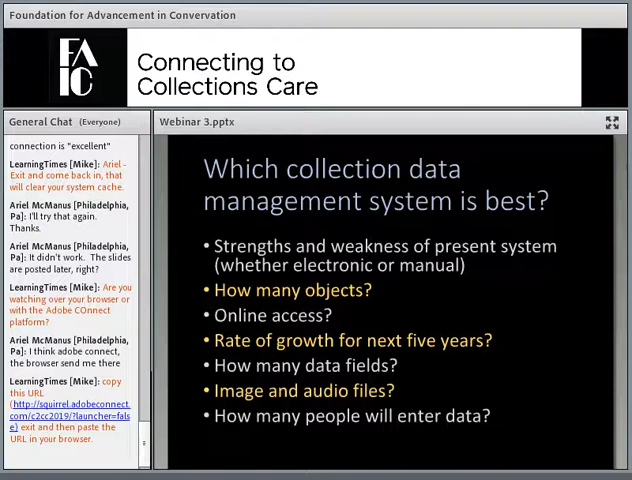 Foundation for Advancement in Convervation
FA
IC
Connecting to
Collections Care
General Chat (Everyone)
connection is "excellent"
LearningTimes [Mike]: Ariel -
Exit and come back in, that
will clear your system cache.
Ariel McManus [Philadelphia,
Pa]: I'll try that again.
Thanks.
Ariel McManus [Philadelphia,
Pa]: It didn't work. The slides
are posted later, right?
LearningTimes [Mike]: Are you
watching over your browser or
with the Adobe COnnect
platform?
Ariel McManus [Philadelphia,
Pa]: I think adobe connect,
the browser send me there
LearningTimes [Mike]: copy
this URL
(http://squirrel.adobeconnect.
com/c2cc2019/?launcher=fals
e) exit and then paste the
URL in your browser.
Webinar 3.pptx
Which collection data
management system is best?
• Strengths and weakness of present system
(whether electronic or manual)
• How many objects?
• Online access?
• Rate of growth for next five years?
• How many data fields?
• Image and audio files?
• How many people will enter data?